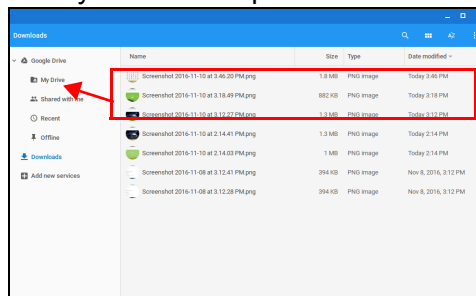 Downloads
Google Drive
My Drive
Shared with me
Recent
Offline
Downloads
Add new services
Name Size Type Date modified
Screenshot 2016-11-10 at 3.46.20 PM.png 1.8 MB PNG image Today 3:46 PM
Screenshot 2016-11-10 at 3.18.49 PM.png 882 KB PNG image Today 3:18 PM
Screenshot 2016-11-10 at 3.12.27 PM.png 1.3 MB PNG image Today 3:12 PM
Screenshot 2016-11-10 at 2.14.41 PM.png 1.3 MB PNG image Today 2:14 PM
Screenshot 2016-11-10 at 2.14.03 PM.png 1 MB PNG image Today 2:14 PM
Screenshot 2016-11-08 at 3.12.41 PM.png 394 KB PNG image Nov 8, 2016, 3:12 PM
Screenshot 2016-11-08 at 3.12.28 PM.png 394 KB PNG image Nov 8, 2016, 3:12 PM